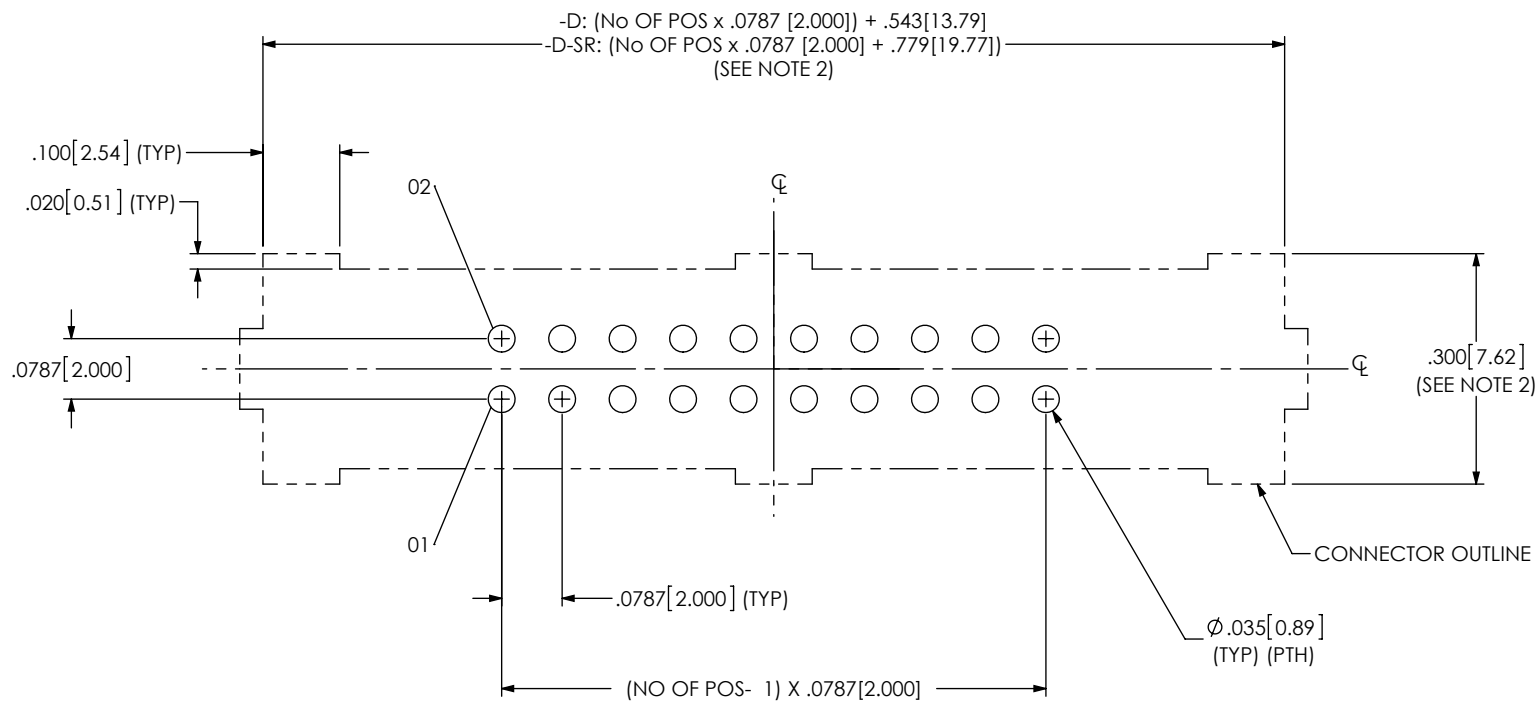 -D: (No OF POS x .0787 [2.000]) + .543[13.79]
-D-SR: (No OF POS x .0787 [2.000] + .779[19.77])
(SEE NOTE 2)
.100[2.54] (TYP)
.020[0.51] (TYP)
02
℄
.0787[2.000]
℄
.300[7.62]
(SEE NOTE 2)
01
CONNECTOR OUTLINE
.0787[2.000] (TYP)
Ø.035[0.89]
(TYP) (PTH)
(NO OF POS- 1) X .0787[2.000]